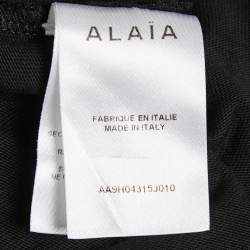 ALAÏA
FABRIQUE EN ITALIE
MADE IN ITALY
AA9H04315J010